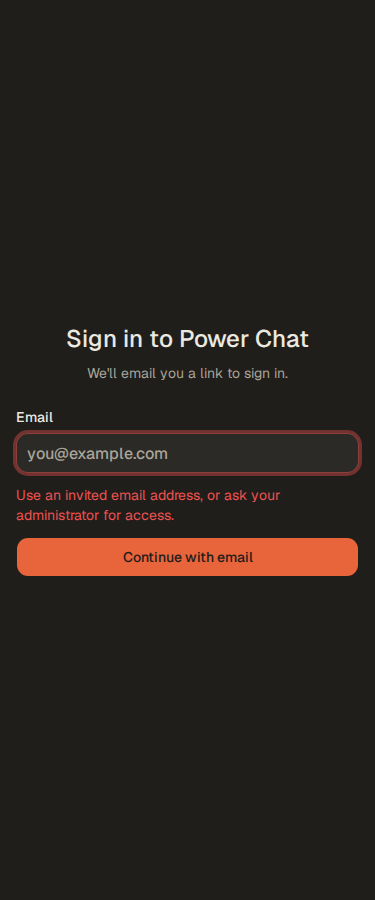 Sign in to Power Chat
We'll email you a link to sign in.
Email
you@example.com
Use an invited email address, or ask your
administrator for access.
Continue with email